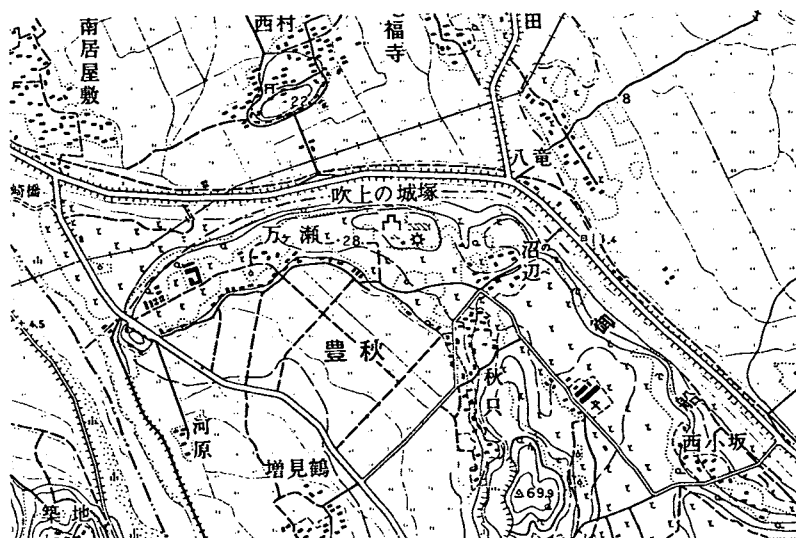 南居屋敷
西村
福寺
田
22
8
八竜
吹上の城塚
万ヶ瀬
28
沼辺
4.5
豊秋
秋只
河原
増見鶴
西小坂
△69.9
築地